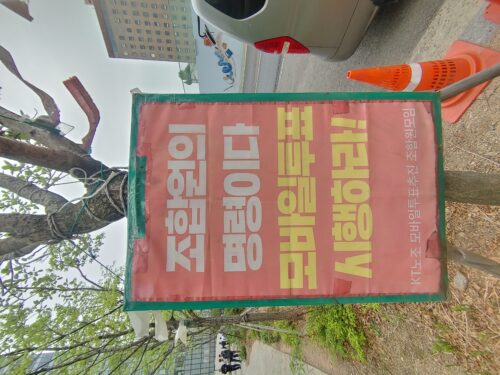 조합원의
명령이다
모바일투표
시행하라!
KT노조 모바일투표추진 조합원모임